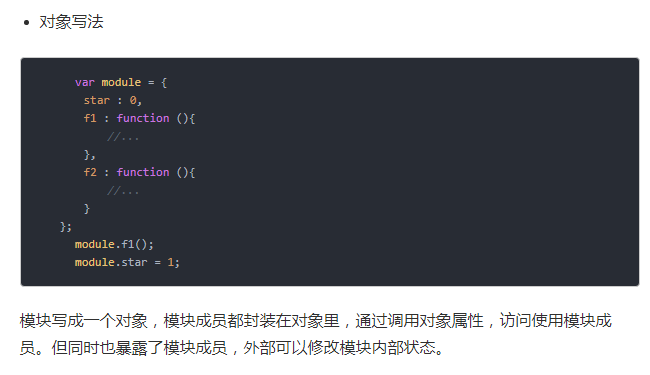 对象写法
var module = {
star : 0,
f1 : function (){
//...
},
f2 : function (){
//...
}
};
module.f1();
module.star = 1;
模块写成一个对象，模块成员都封装在对象里，通过调用对象属性，访问使用模块成
员。但同时也暴露了模块成员，外部可以修改模块内部状态。